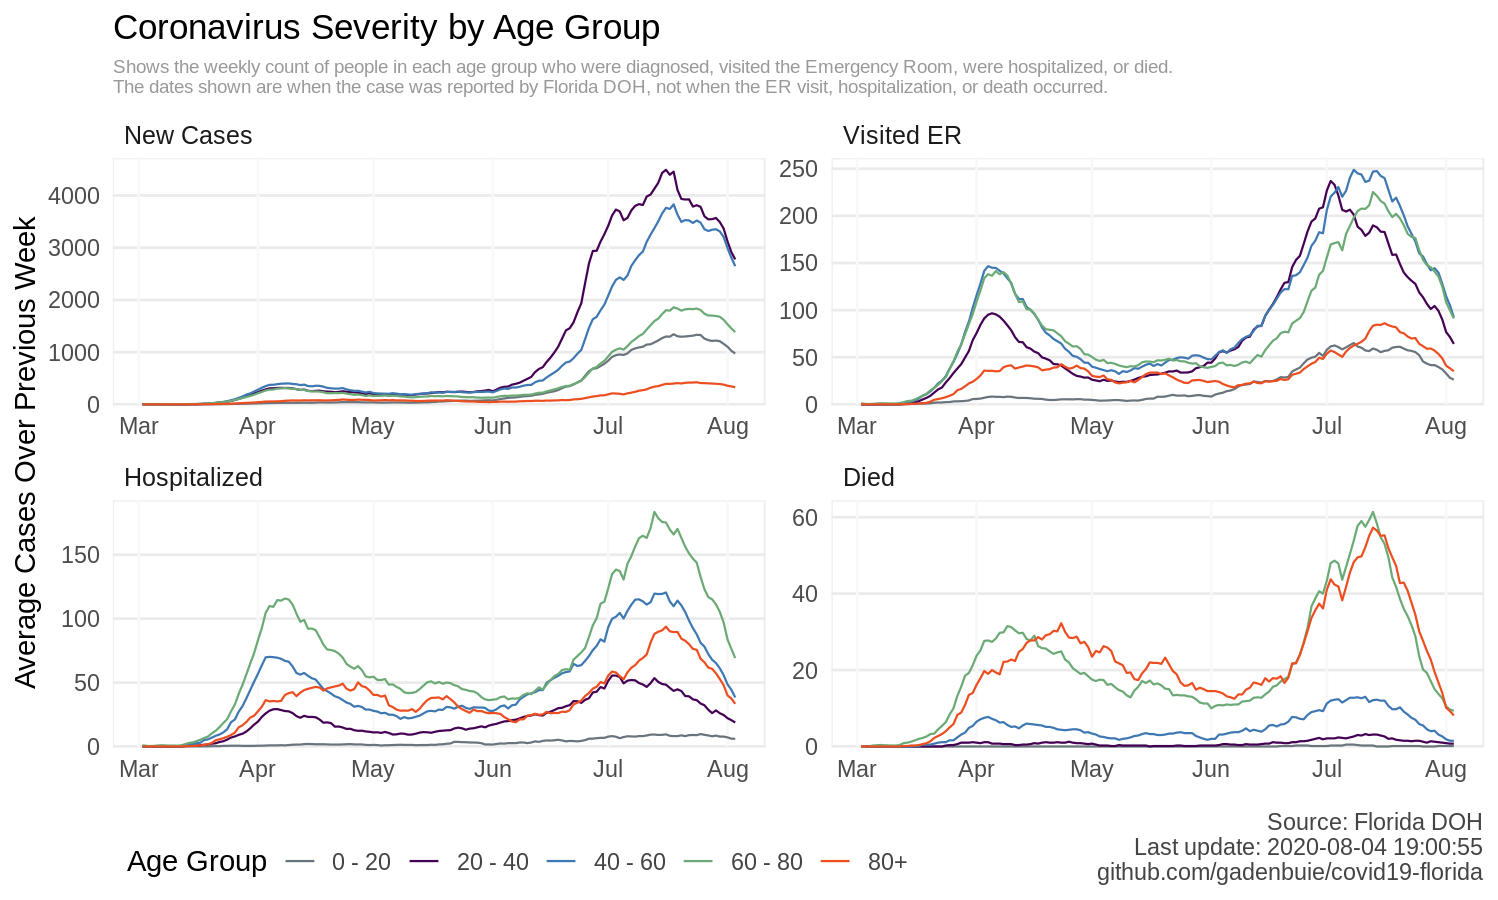 Coronavirus Severity by Age Group
Shows the weekly count of people in each age group who were diagnosed, visited the Emergency Room, were hospitalized, or died.
The dates shown are when the case was reported by Florida DOH, not when the ER visit, hospitalization, or death occurred.
Average Cases Over Previous Week
New Cases
4000
3000
2000
1000
0
Mar Apr May Jun Jul Aug
Visited ER
250
200
150
100
50
0
Mar Apr May Jun Jul Aug
Hospitalized
150
100
50
0
Mar Apr May Jun Jul Aug
Died
60
40
20
0
Mar Apr May Jun Jul Aug
Age Group 0 - 20 20 - 40 40 - 60 60 - 80 80+
Source: Florida DOH
Last update: 2020-08-04 19:00:55
github.com/gadenbuie/covid19-florida